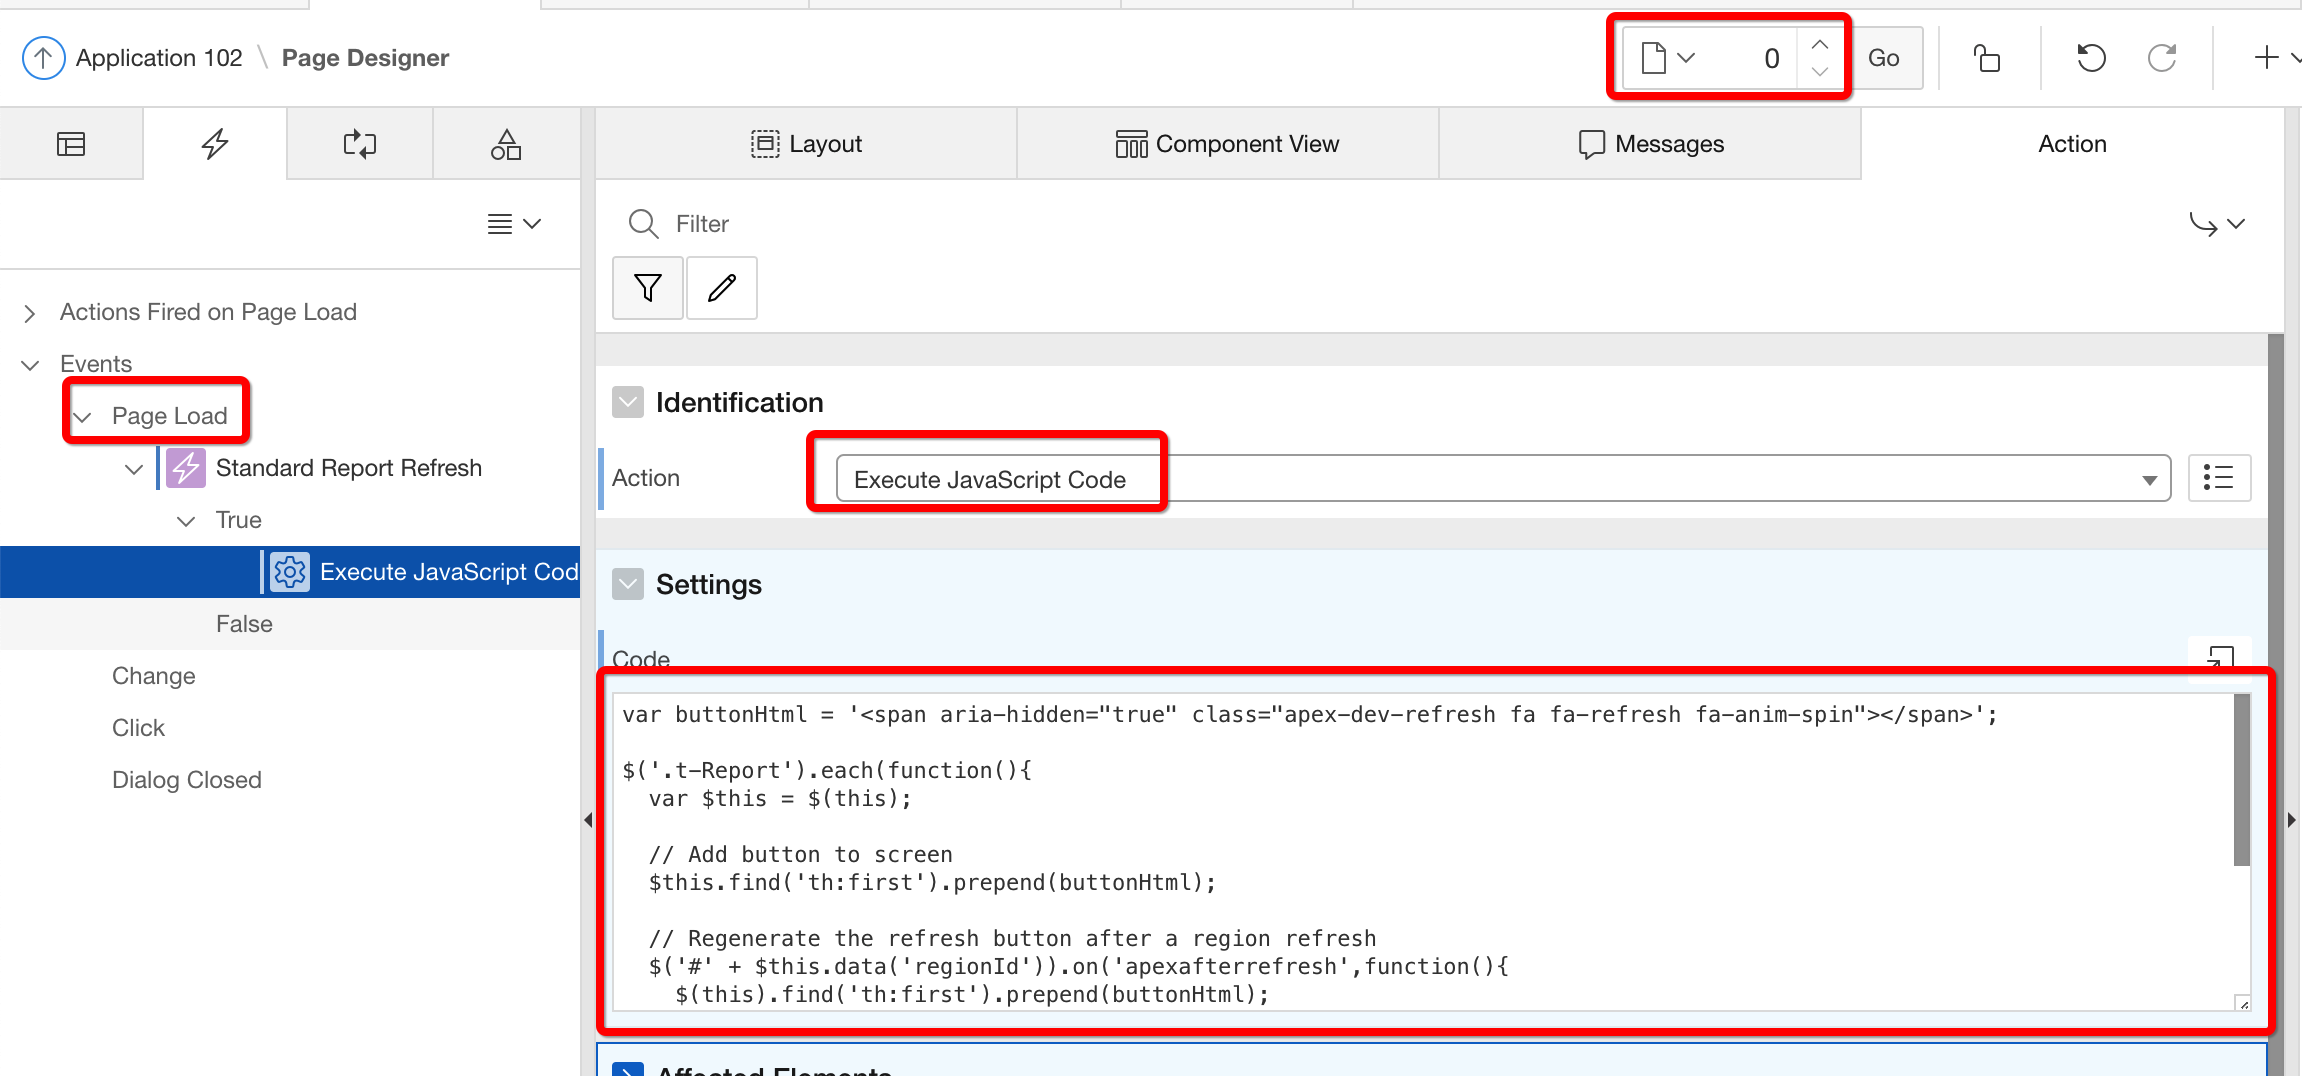 Application 102 \ Page Designer
0
Go
Layout
Component View
Messages
Action
Filter
Actions Fired on Page Load
Events
Page Load
Standard Report Refresh
True
Execute JavaScript Cod
False
Change
Click
Dialog Closed
Identification
Action
Execute JavaScript Code
Settings
Code
var buttonHtml = '<span aria-hidden="true" class="apex-dev-refresh fa fa-refresh fa-anim-spin"></span>';
$('.t-Report').each(function(){
var $this = $(this);
// Add button to screen
$this.find('th:first').prepend(buttonHtml);
// Regenerate the refresh button after a region refresh
$('#' + $this.data('regionId')).on('apexafterrefresh',function(){
$(this).find('th:first').prepend(buttonHtml);
Affected Elements